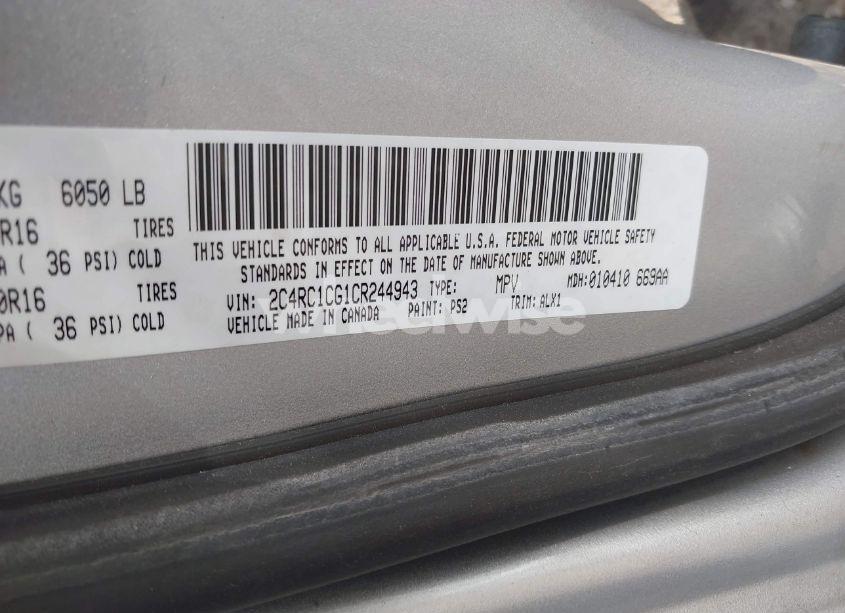 KG 6050 LB
R16 TIRES
A ( 36 PSI) COLD
0R16 TIRES
PA ( 36 PSI) COLD
THIS VEHICLE CONFORMS TO ALL APPLICABLE U.S.A. FEDERAL MOTOR VEHICLE SAFETY
STANDARDS IN EFFECT ON THE DATE OF MANUFACTURE SHOWN ABOVE.
VIN: 2C4RC1CG1CR244943 TYPE: MPV MDH:010410 669AA
VEHICLE MADE IN CANADA PAINT: PS2 TRIM: ALX1